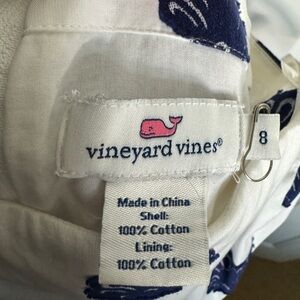 vineyard vines®
8
Made in China
Shell:
100% Cotton
Lining:
100% Cotton